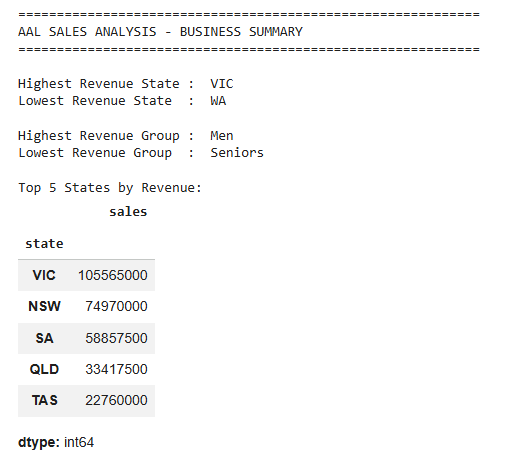 ============================================================
AAL SALES ANALYSIS - BUSINESS SUMMARY
============================================================
Highest Revenue State :  VIC
Lowest Revenue State  :  WA
Highest Revenue Group :  Men
Lowest Revenue Group  :  Seniors
Top 5 States by Revenue:
sales
state
VIC 105565000
NSW 74970000
SA 58857500
QLD 33417500
TAS 22760000
dtype: int64